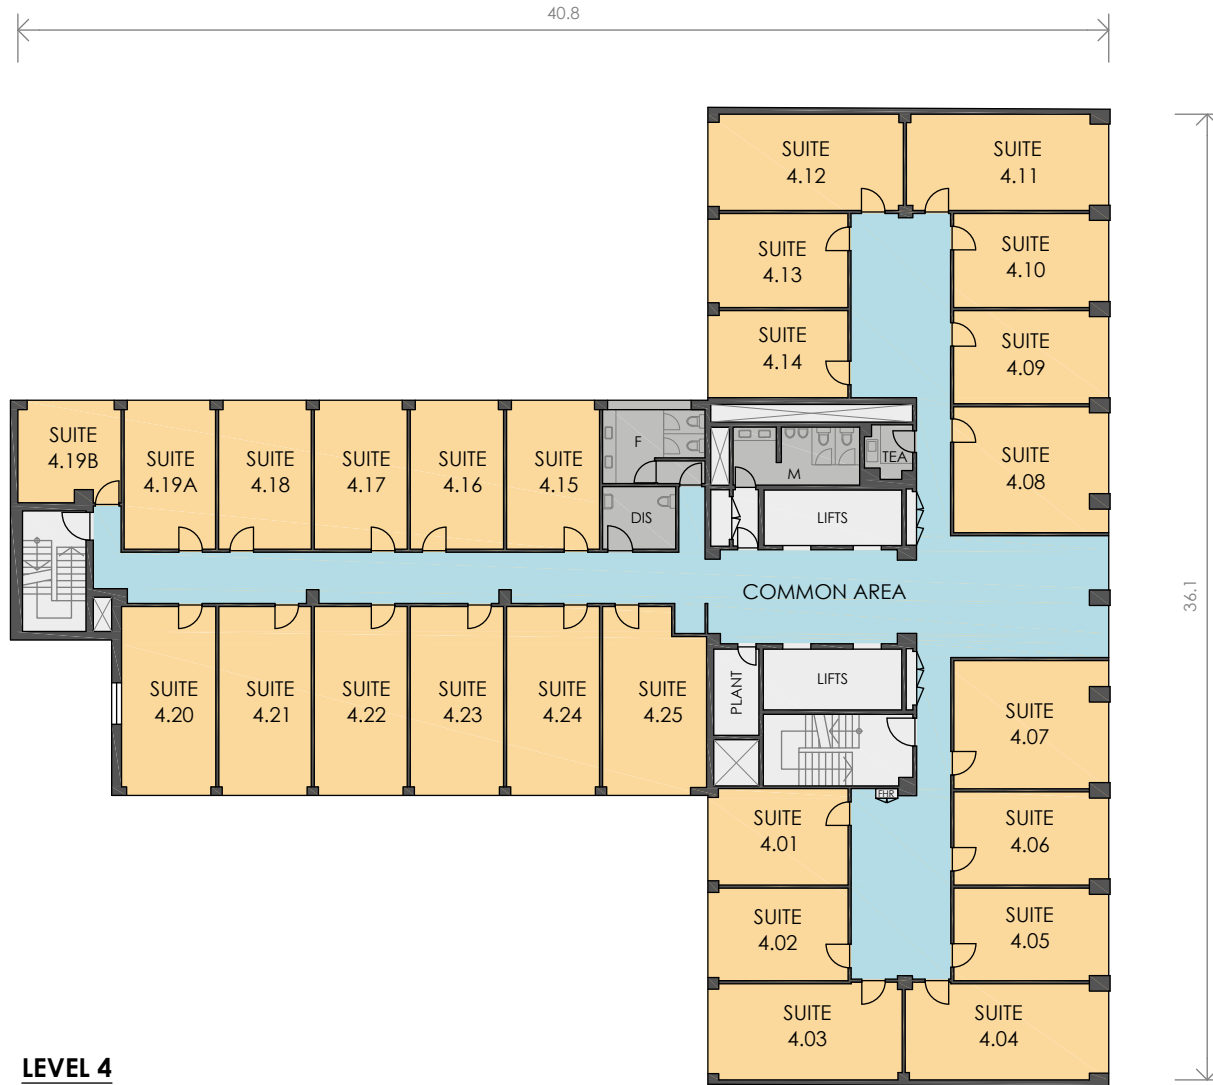 40.8
SUITE
4.12
SUITE
4.11
SUITE
4.13
SUITE
4.10
SUITE
4.14
SUITE
4.09
SUITE
4.19B
SUITE
4.19A
SUITE
4.18
SUITE
4.17
SUITE
4.16
SUITE
4.15
F
M
TEA
SUITE
4.08
DIS
LIFTS
COMMON AREA
36.1
SUITE
4.20
SUITE
4.21
SUITE
4.22
SUITE
4.23
SUITE
4.24
SUITE
4.25
PLANT
LIFTS
SUITE
4.07
FHR
SUITE
4.01
SUITE
4.06
SUITE
4.02
SUITE
4.05
SUITE
4.03
SUITE
4.04
LEVEL 4